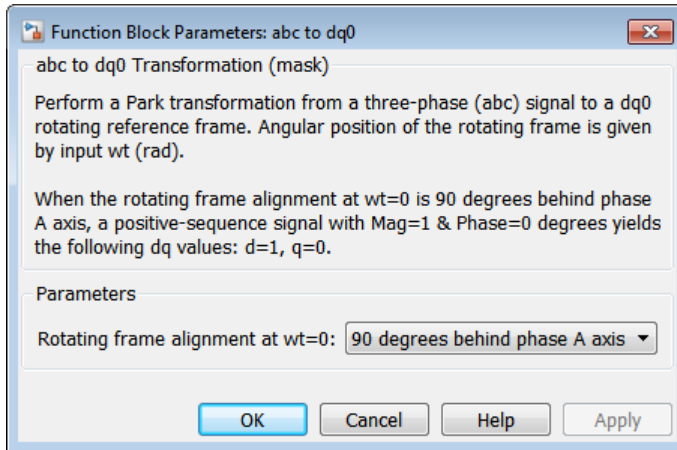 Function Block Parameters: abc to dq0
abc to dq0 Transformation (mask)
Perform a Park transformation from a three-phase (abc) signal to a dq0
rotating reference frame. Angular position of the rotating frame is given
by input wt (rad).
When the rotating frame alignment at wt=0 is 90 degrees behind phase
A axis, a positive-sequence signal with Mag=1 & Phase=0 degrees yields
the following dq values: d=1, q=0.
Parameters
Rotating frame alignment at wt=0: 90 degrees behind phase A axis
OK Cancel Help Apply